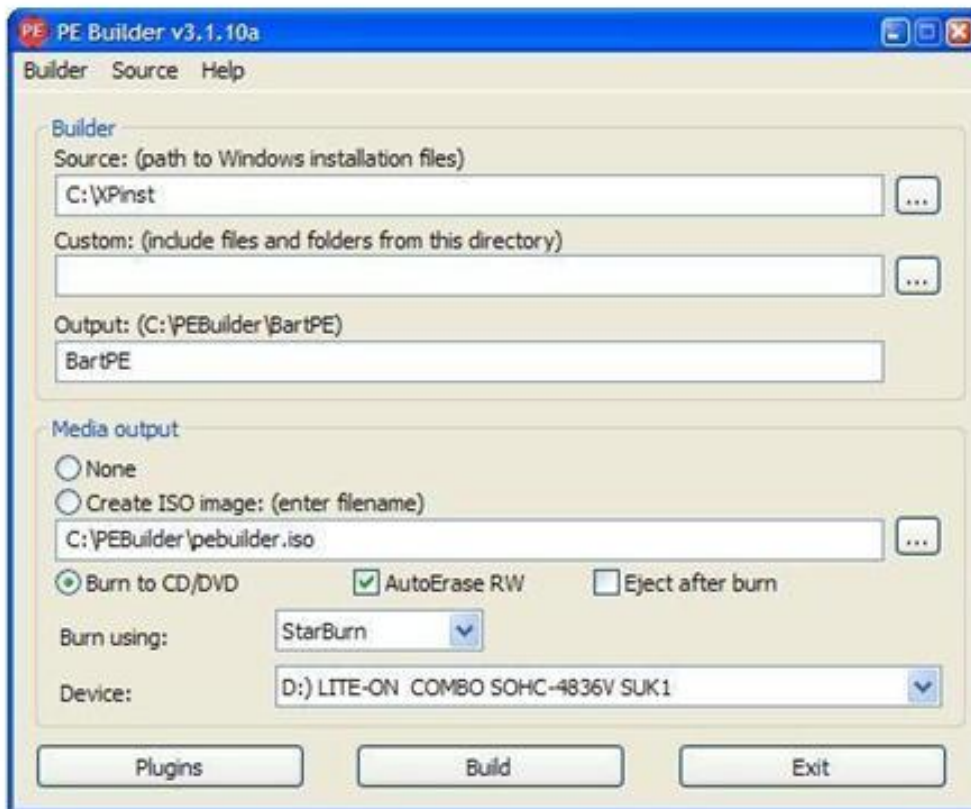 PE PE Builder v3.1.10a
Builder Source Help
Builder
Source: (path to Windows installation files)
C:\XPinst
...
Custom: (include files and folders from this directory)
...
Output: (C:\PEBuilder\BartPE)
BartPE
Media output
None
Create ISO image: (enter filename)
C:\PEBuilder\pebuilder.iso
...
Burn to CD/DVD AutoErase RW Eject after burn
Burn using: StarBurn
Device: D:) LITE-ON COMBO SOHC-4836V SUK1
Plugins Build Exit